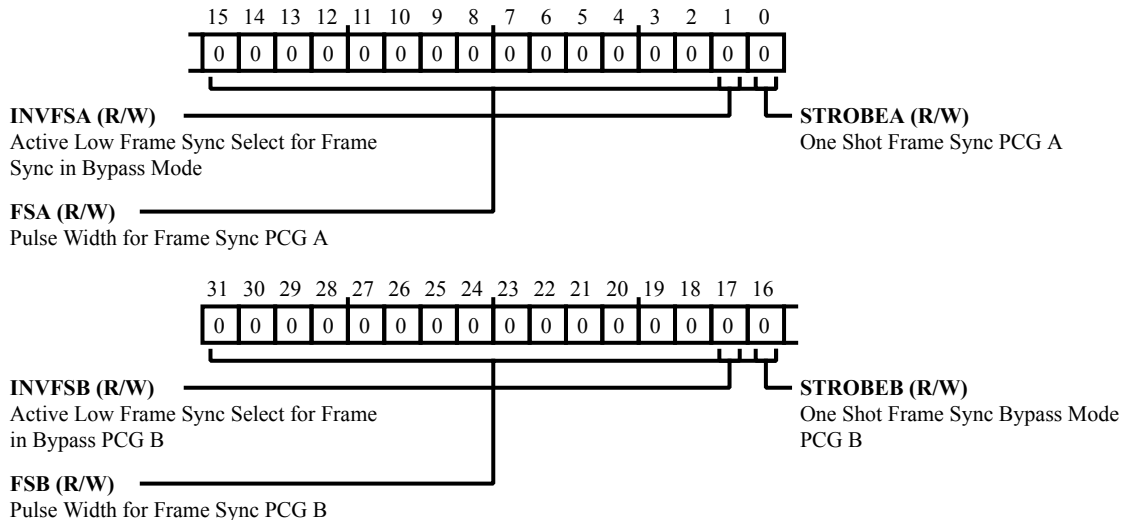 15 14 13 12 11 10 9 8 7 6 5 4 3 2 1 0
0 0 0 0 0 0 0 0 0 0 0 0 0 0 0 0
INVFSA (R/W)
Active Low Frame Sync Select for Frame
Sync in Bypass Mode
STROBEA (R/W)
One Shot Frame Sync PCG A
FSA (R/W)
Pulse Width for Frame Sync PCG A
31 30 29 28 27 26 25 24 23 22 21 20 19 18 17 16
0 0 0 0 0 0 0 0 0 0 0 0 0 0 0 0
INVFSB (R/W)
Active Low Frame Sync Select for Frame
in Bypass PCG B
STROBEB (R/W)
One Shot Frame Sync Bypass Mode
PCG B
FSB (R/W)
Pulse Width for Frame Sync PCG B